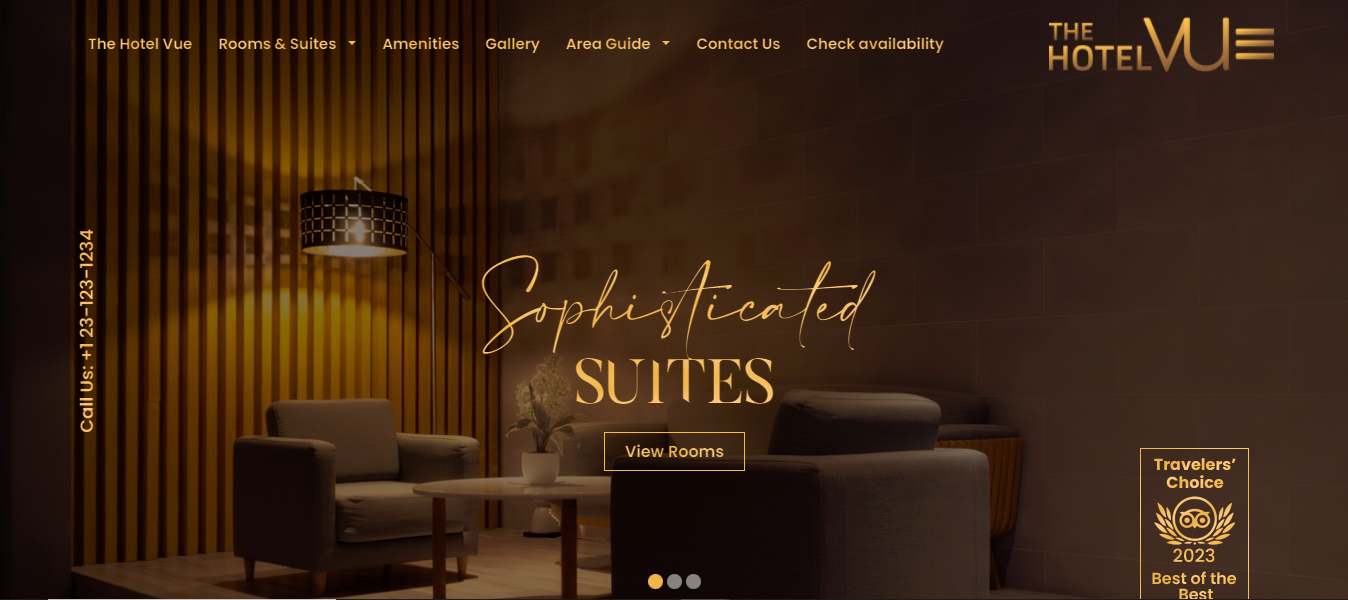 The Hotel Vue
Rooms & Suites
Amenities
Gallery
Area Guide
Contact Us
Check availability
THE
HOTEL VUE
Call Us: +1 23-123-1234
Sophisticated
SUITES
View Rooms
Travelers’
Choice
2023
Best of the
Best